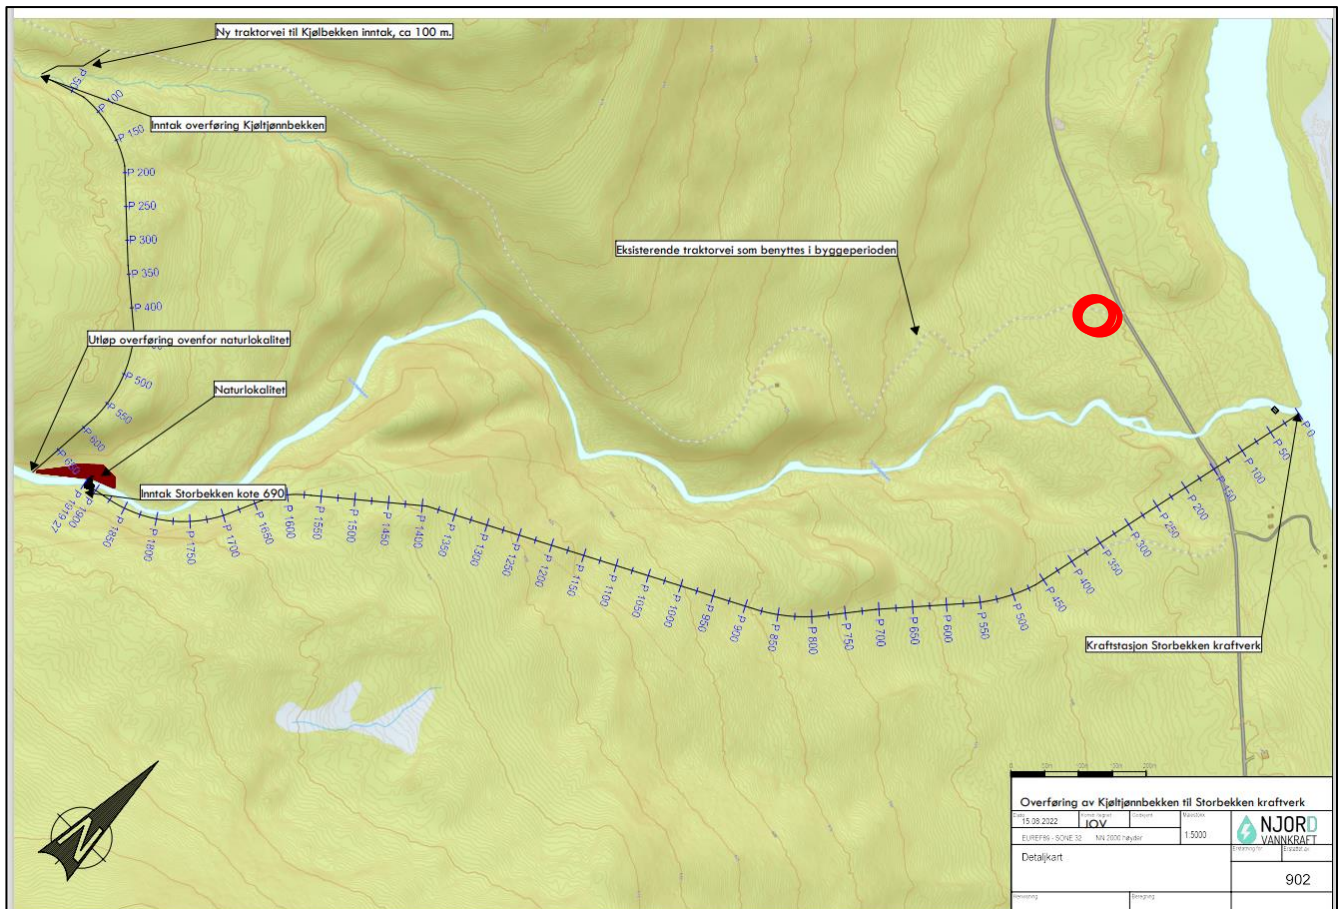 Ny traktorvei til Kjølbekken inntak, ca 100 m.
P 50
P 100
Inntak overføring Kjøltjønnbekken
P 150
P 200
P 250
P 300
P 350
P 400
Eksisterende traktorvei som benyttes i byggeperioden
Utløp overføring ovenfor naturlokalitet
P 500
Naturlokalitet
P 550
P 600
P 650
Inntak Storbekken kote 690
P 1919.27
P 1900
P 1850
P 1800
P 1750
P 1700
P 1650
P 1600
P 1550
P 1500
P 1450
P 1400
P 1350
P 1300
P 1250
P 1200
P 1150
P 1100
P 1050
P 1000
P 950
P 900
P 850
P 800
P 750
P 700
P 650
P 600
P 550
P 500
P 450
P 400
P 350
P 300
P 250
P 200
P 150
P 100
P 50
P 0
Kraftstasjon Storbekken kraftverk
Overføring av Kjøltjønnbekken til Storbekken kraftverk
15.09.2022
JOV
1:5000
EUREF89 - SONE 32 NN 2000 høyder
NJORD
VANNKRAFT
Detaljkart
902